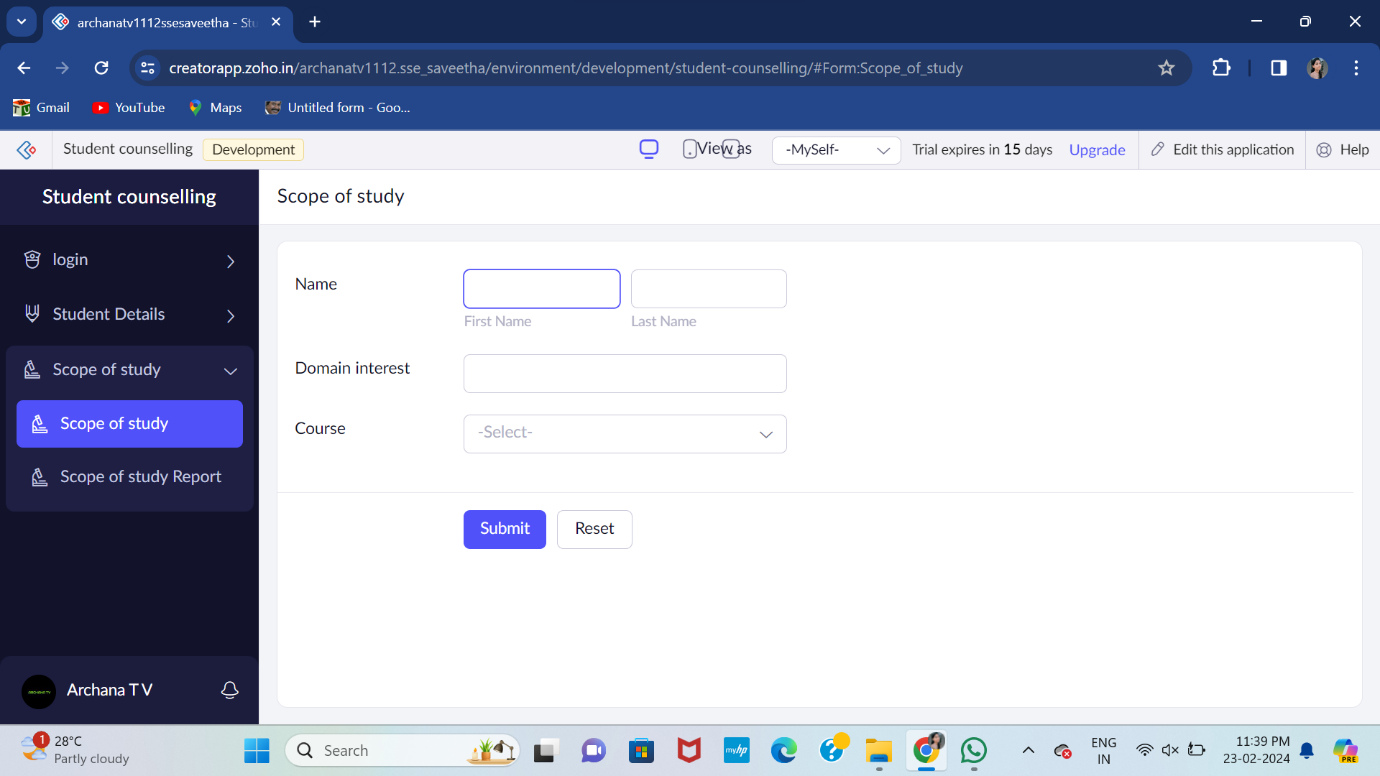 archanatv1112ssesaveetha - Stu
creatorapp.zoho.in/archanatv1112.sse_saveetha/environment/development/student-counselling/#Form:Scope_of_study
Gmail YouTube Maps Untitled form - Goo...
Student counselling Development View as -MySelf- Trial expires in 15 days Upgrade Edit this application Help
Student counselling
login
Student Details
Scope of study
Scope of study
Scope of study Report
Archana T V
Scope of study
Name
First Name Last Name
Domain interest
Course -Select-
Submit Reset
1 28°C
Partly cloudy
Search
myhp
ENG
IN
11:39 PM
23-02-2024
PRE